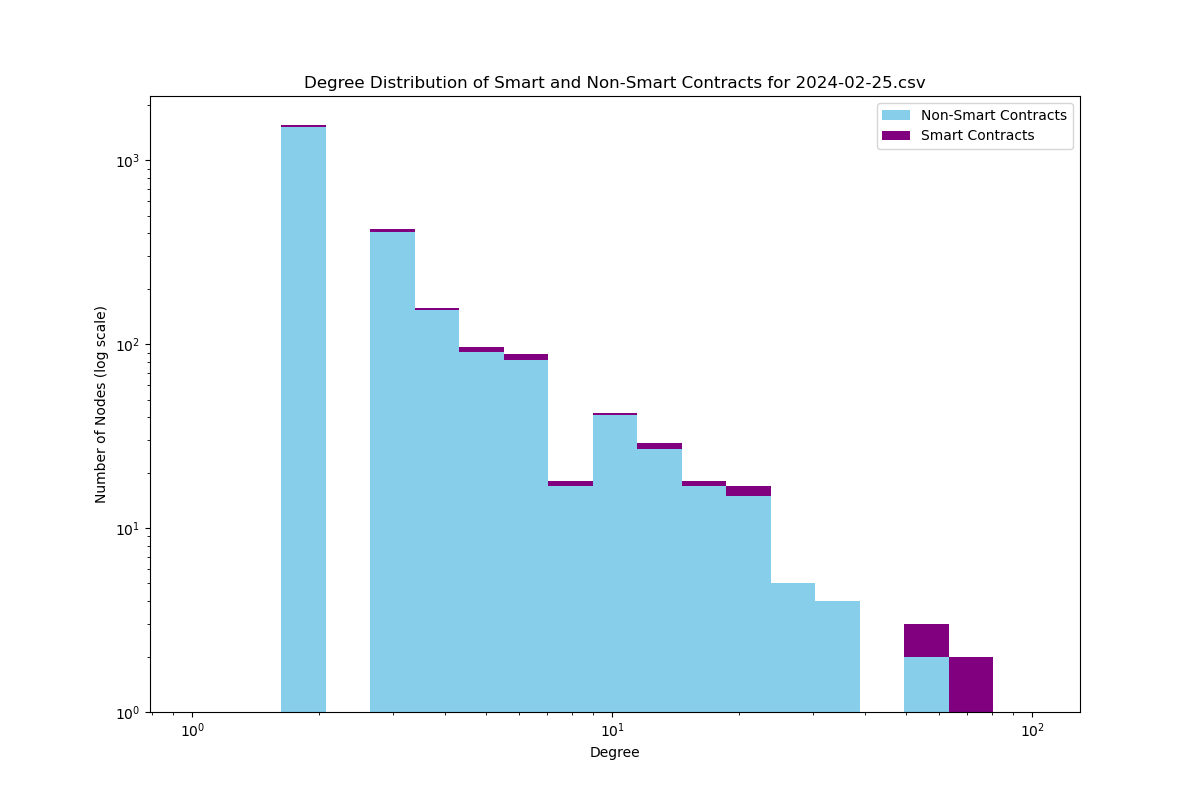 Degree Distribution of Smart and Non-Smart Contracts for 2024-02-25.csv
Non-Smart Contracts
Smart Contracts
Number of Nodes (log scale)
10³
10²
10¹
10⁰
10⁰ 10¹ 10²
Degree